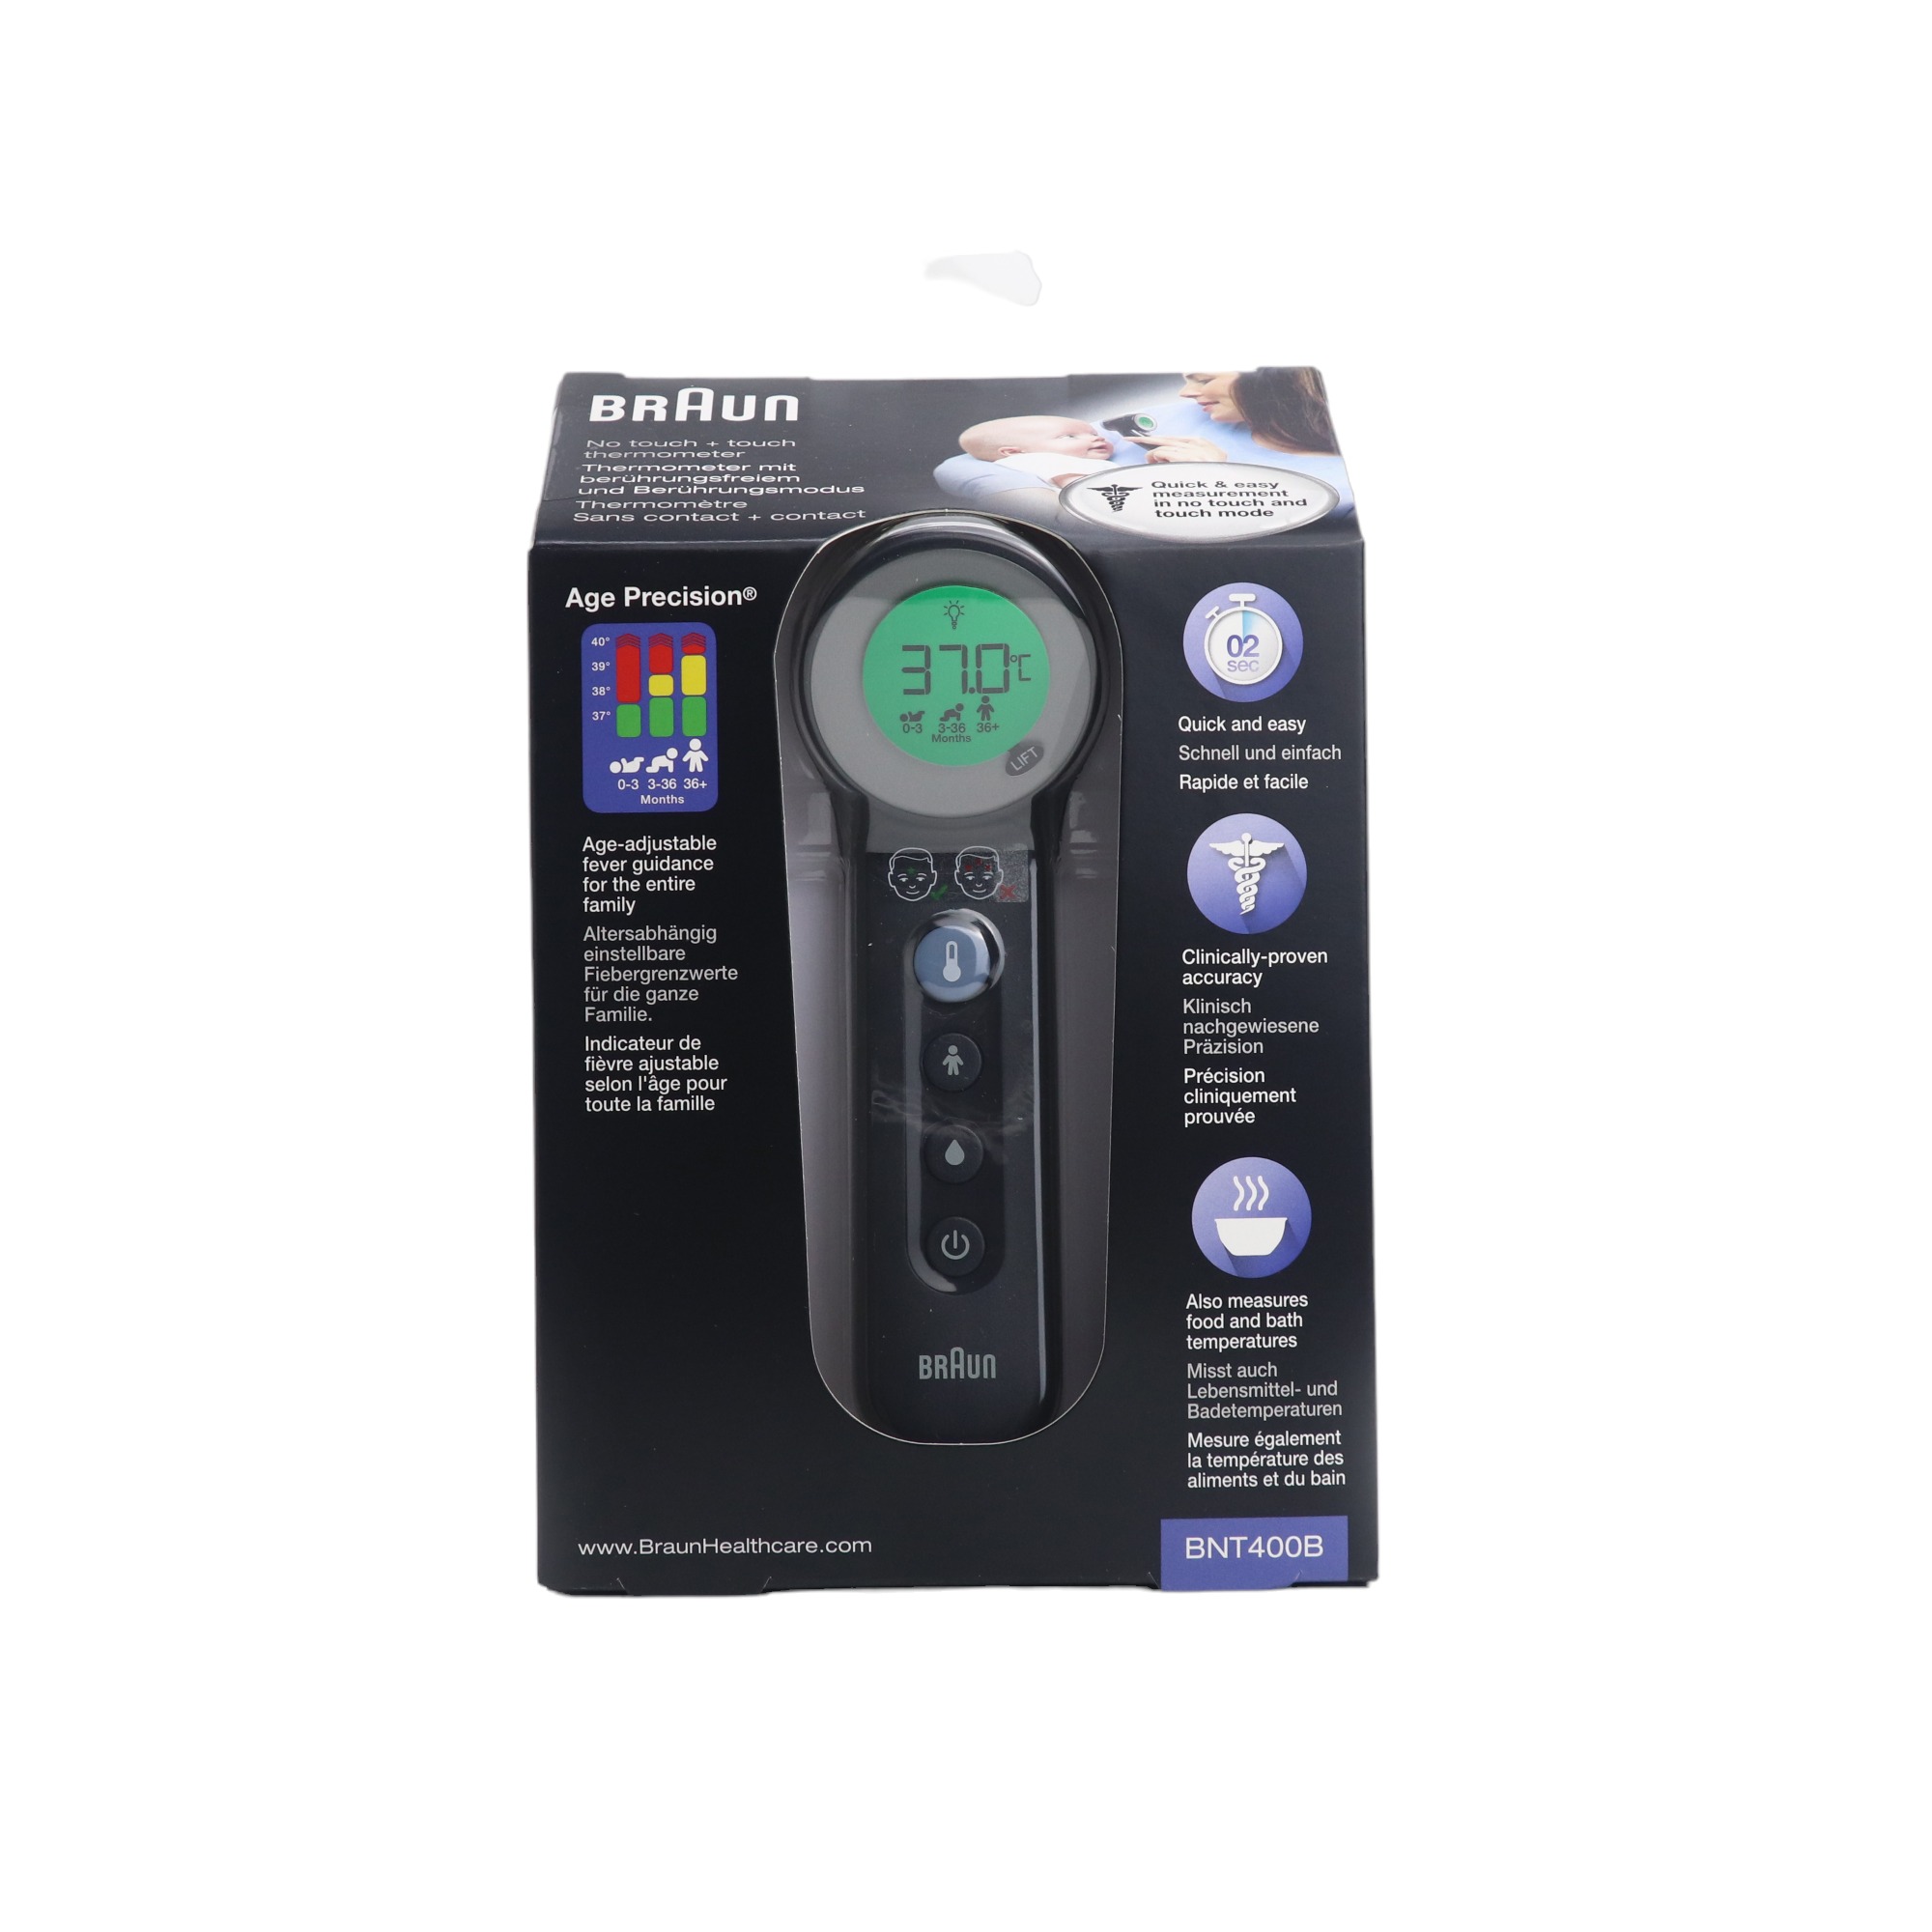 BRAUN
No touch + touch
thermometer
Thermometer mit
berührungsfreiem
und Berührungsmodus
Thermomètre
Sans contact + contact
Quick & easy
measurement
in no touch and
touch mode
Age Precision®
40°
39°
38°
37°
0-3 3-36 36+
Months
Age-adjustable
fever guidance
for the entire
family
Altersabhängig
einstellbare
Fiebergrenzwerte
für die ganze
Familie.
Indicateur de
fièvre ajustable
selon l'âge pour
toute la famille
37.0°C
0-3 3-36 36+
Months
LIFT
BRAUN
02
sec
Quick and easy
Schnell und einfach
Rapide et facile
Clinically-proven
accuracy
Klinisch
nachgewiesene
Präzision
Précision
cliniquement
prouvée
Also measures
food and bath
temperatures
Misst auch
Lebensmittel- und
Badetemperaturen
Mesure également
la température des
aliments et du bain
www.BraunHealthcare.com
BNT400B